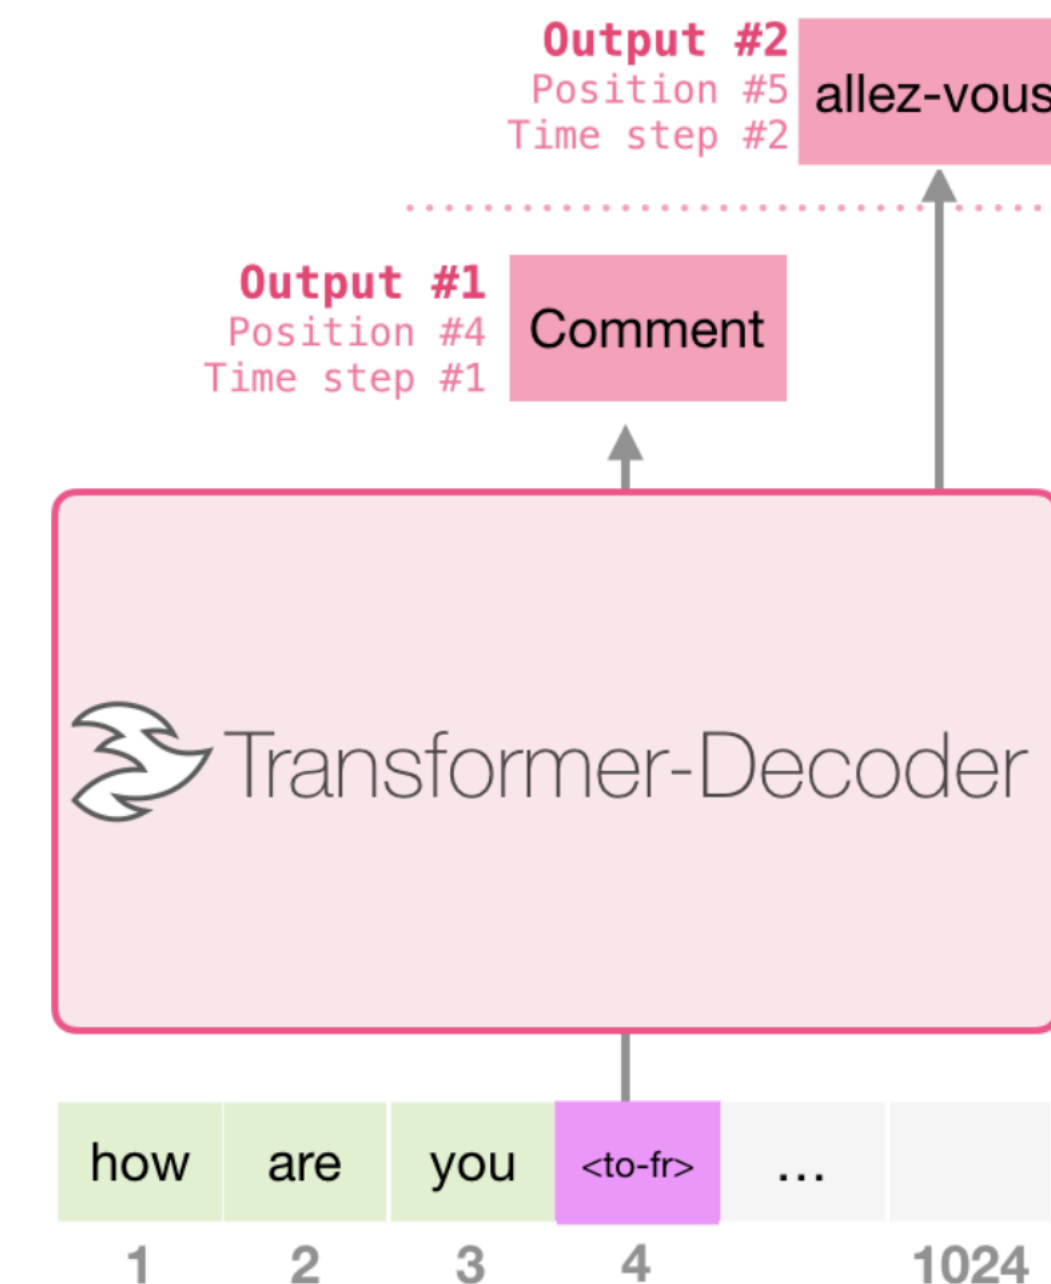 Output #2
Position #5
Time step #2
allez-vous
Output #1
Position #4
Time step #1
Comment
Transformer-Decoder
how are you <to-fr> ...
1 2 3 4 1024